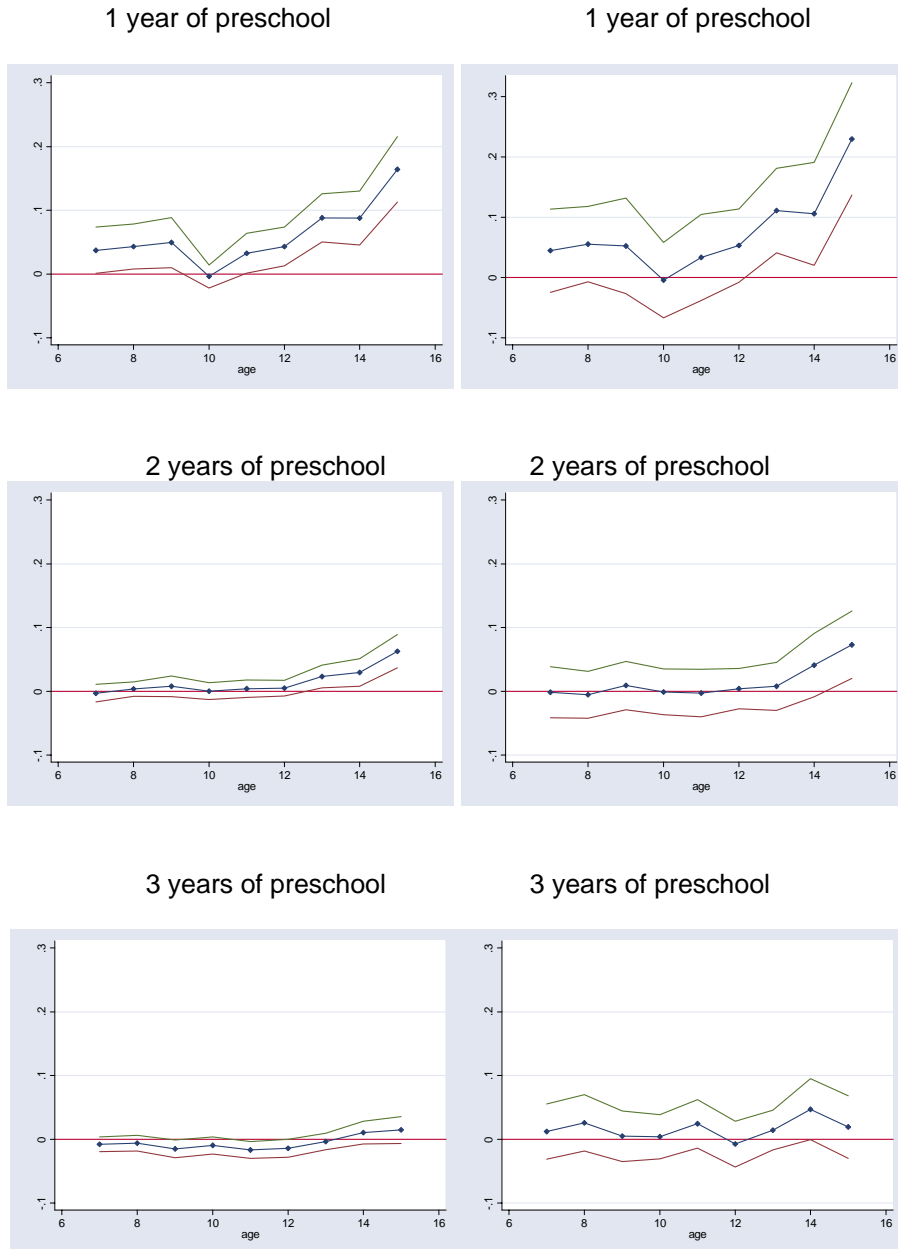 1 year of preschool
1 year of preschool
.3
.2
.1
0
-.1
6 8 10 12 14 16
age
.3
.2
.1
0
-.1
6 8 10 12 14 16
age
2 years of preschool
2 years of preschool
.3
.2
.1
0
-.1
6 8 10 12 14 16
age
.3
.2
.1
0
-.1
6 8 10 12 14 16
age
3 years of preschool
3 years of preschool
.3
.2
.1
0
-.1
6 8 10 12 14 16
age
.3
.2
.1
0
-.1
6 8 10 12 14 16
age